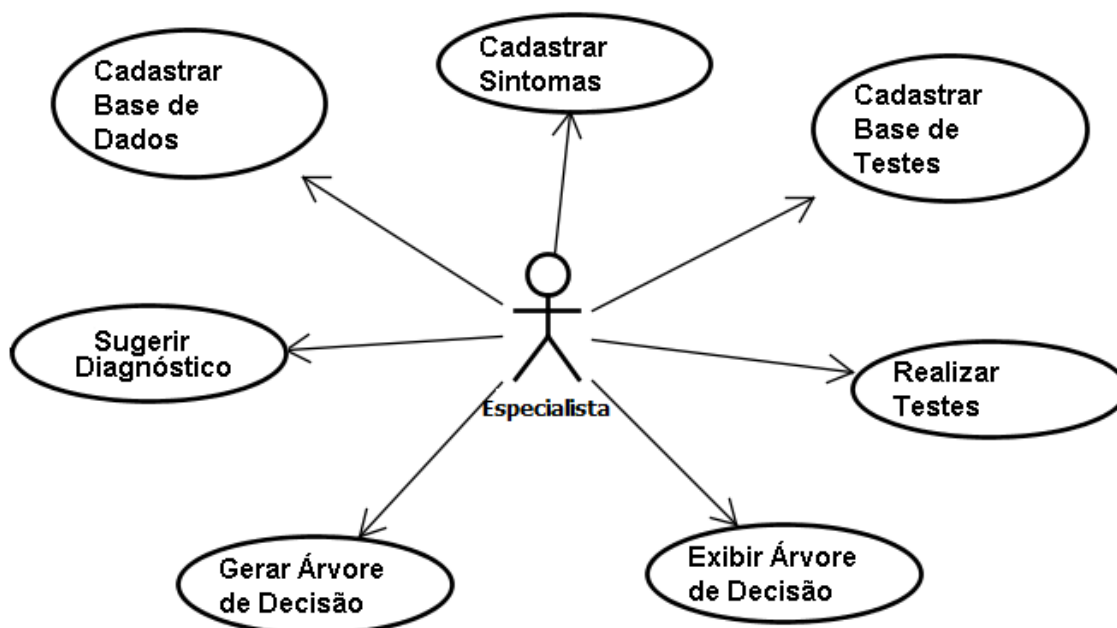 Cadastrar
Base de
Dados
Cadastrar
Sintomas
Cadastrar
Base de
Testes
Sugerir
Diagnóstico
Especialista
Realizar
Testes
Gerar Árvore
de Decisão
Exibir Árvore
de Decisão